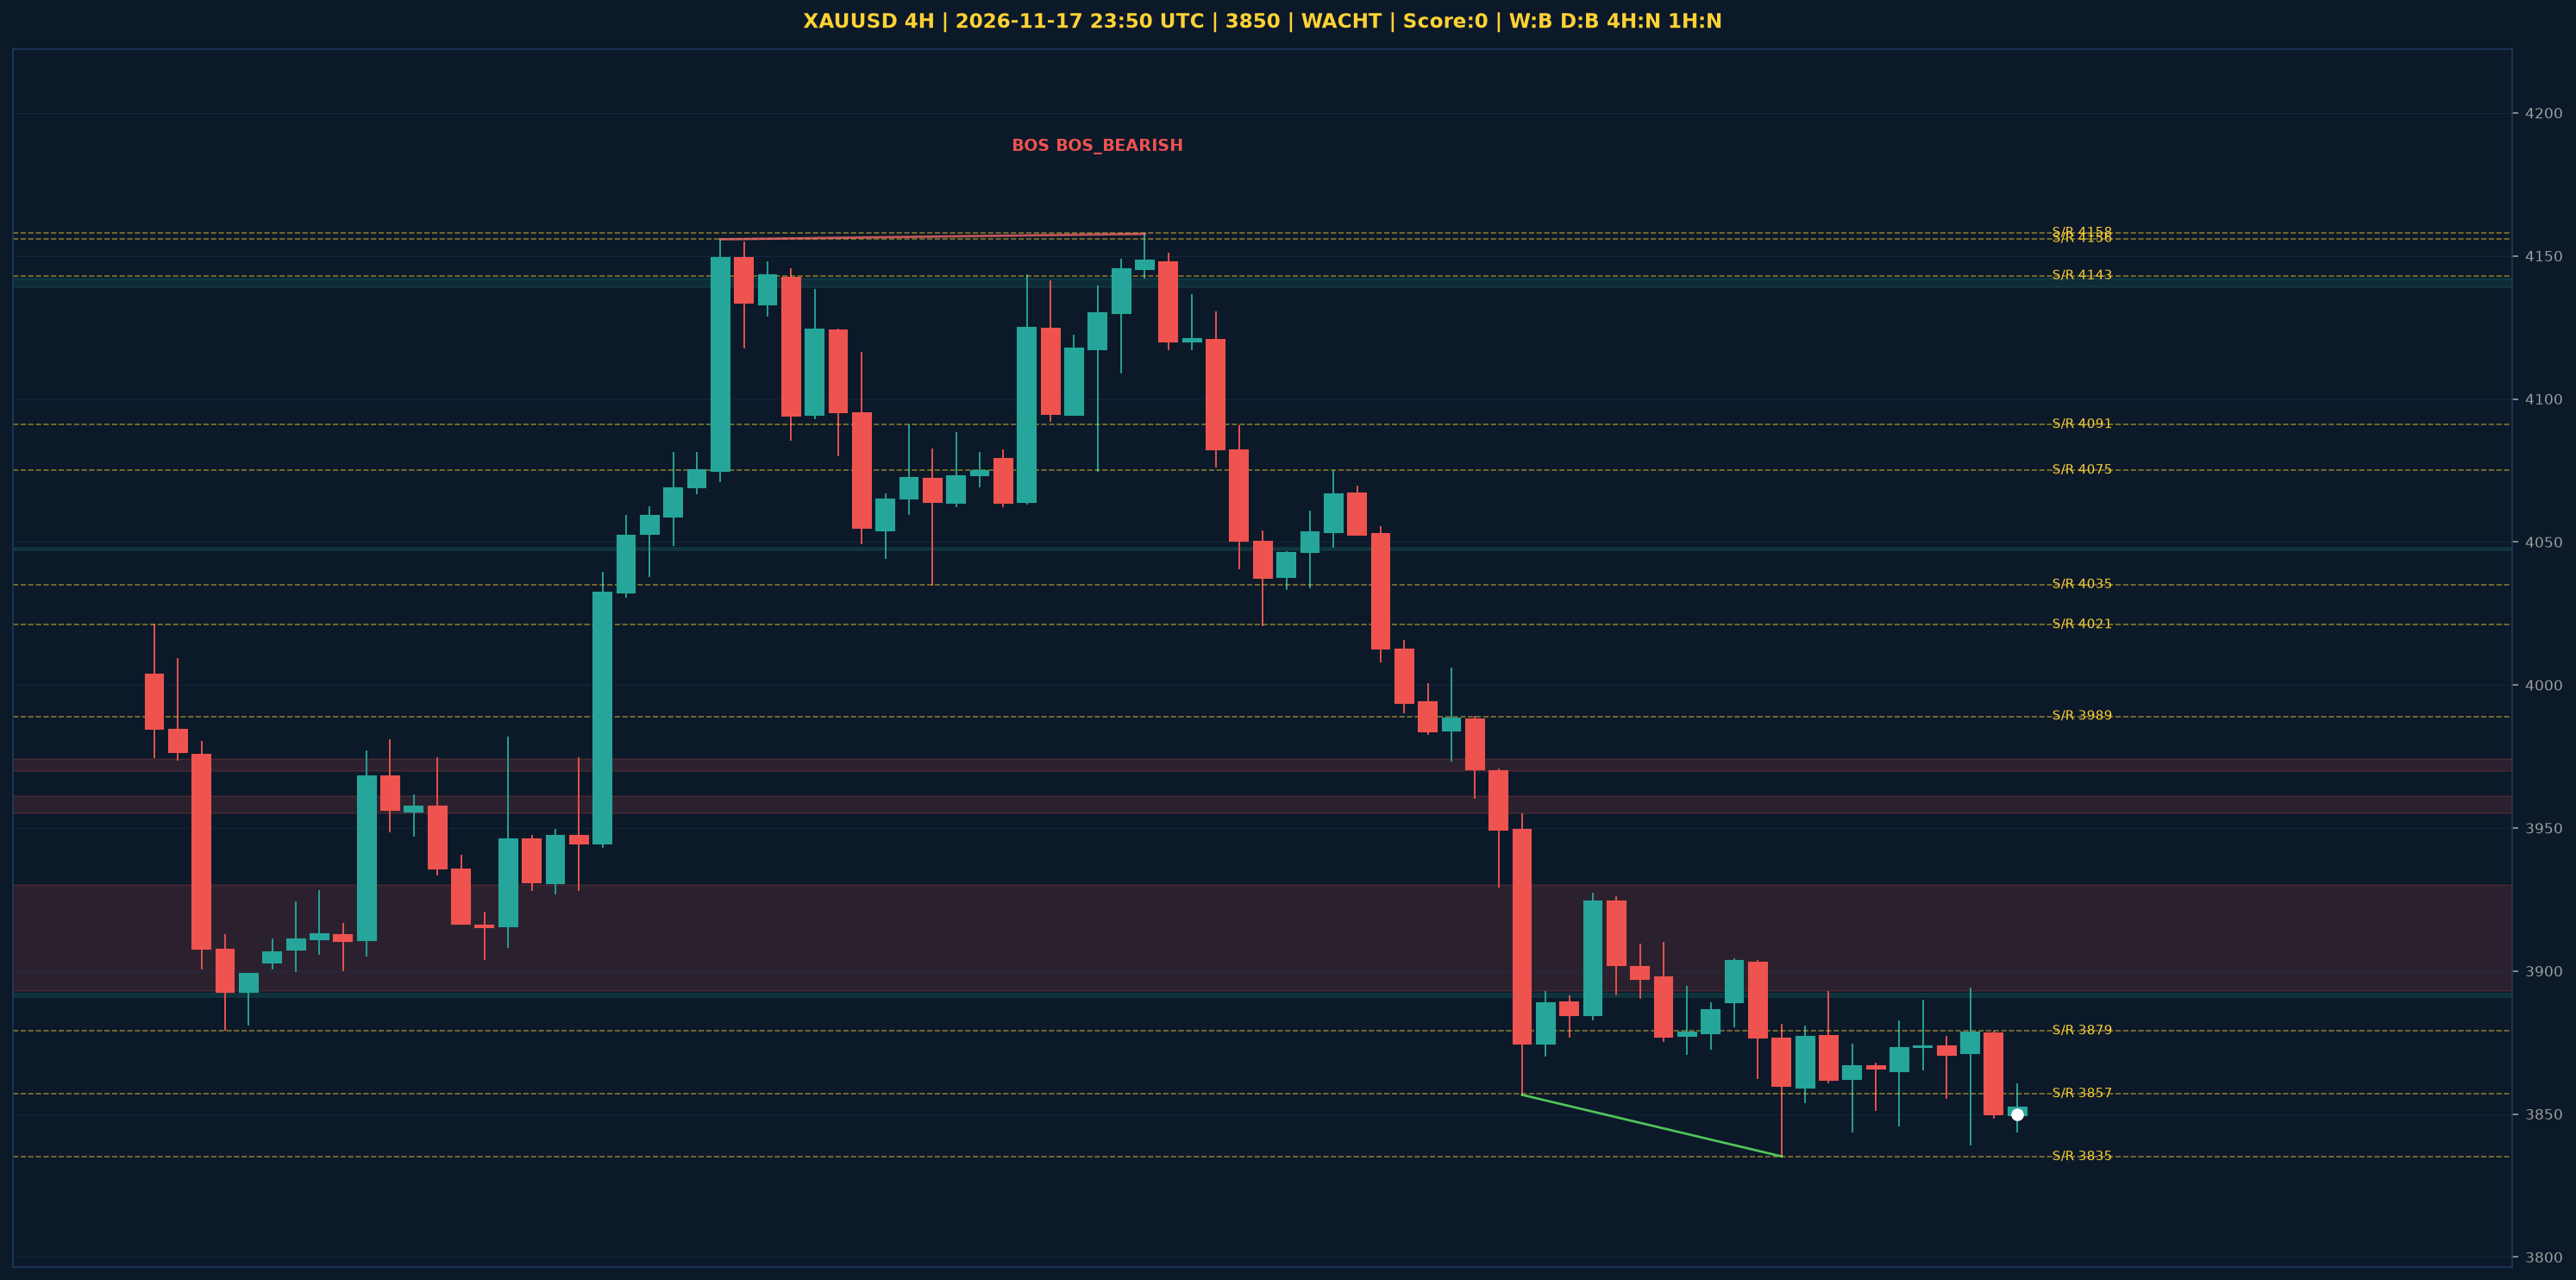 XAUUSD 4H | 2026-11-17 23:50 UTC | 3850 | WACHT | Score:0 | W:B D:B 4H:N 1H:N
4200
BOS BOS_BEARISH
S/R 4158
S/R 4156
4150
S/R 4143
4100
S/R 4091
S/R 4075
4050
S/R 4035
S/R 4021
4000
S/R 3989
3950
3900
S/R 3879
S/R 3857
3850
S/R 3835
3800